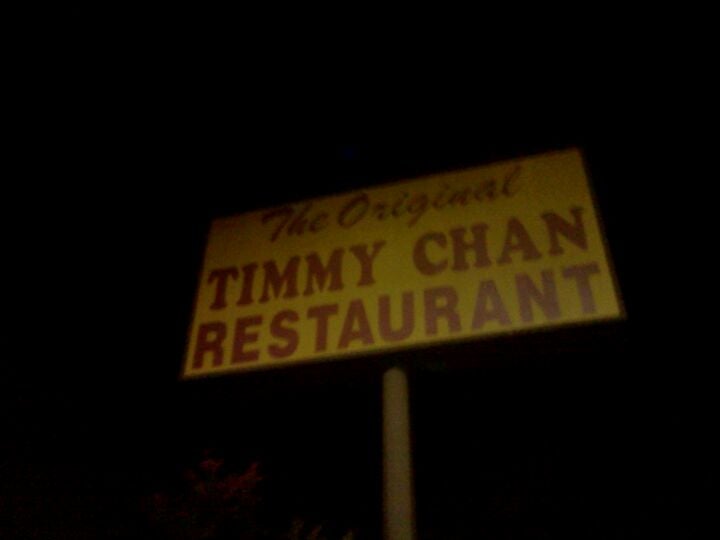 The Original
TIMMY CHAN
RESTAURANT